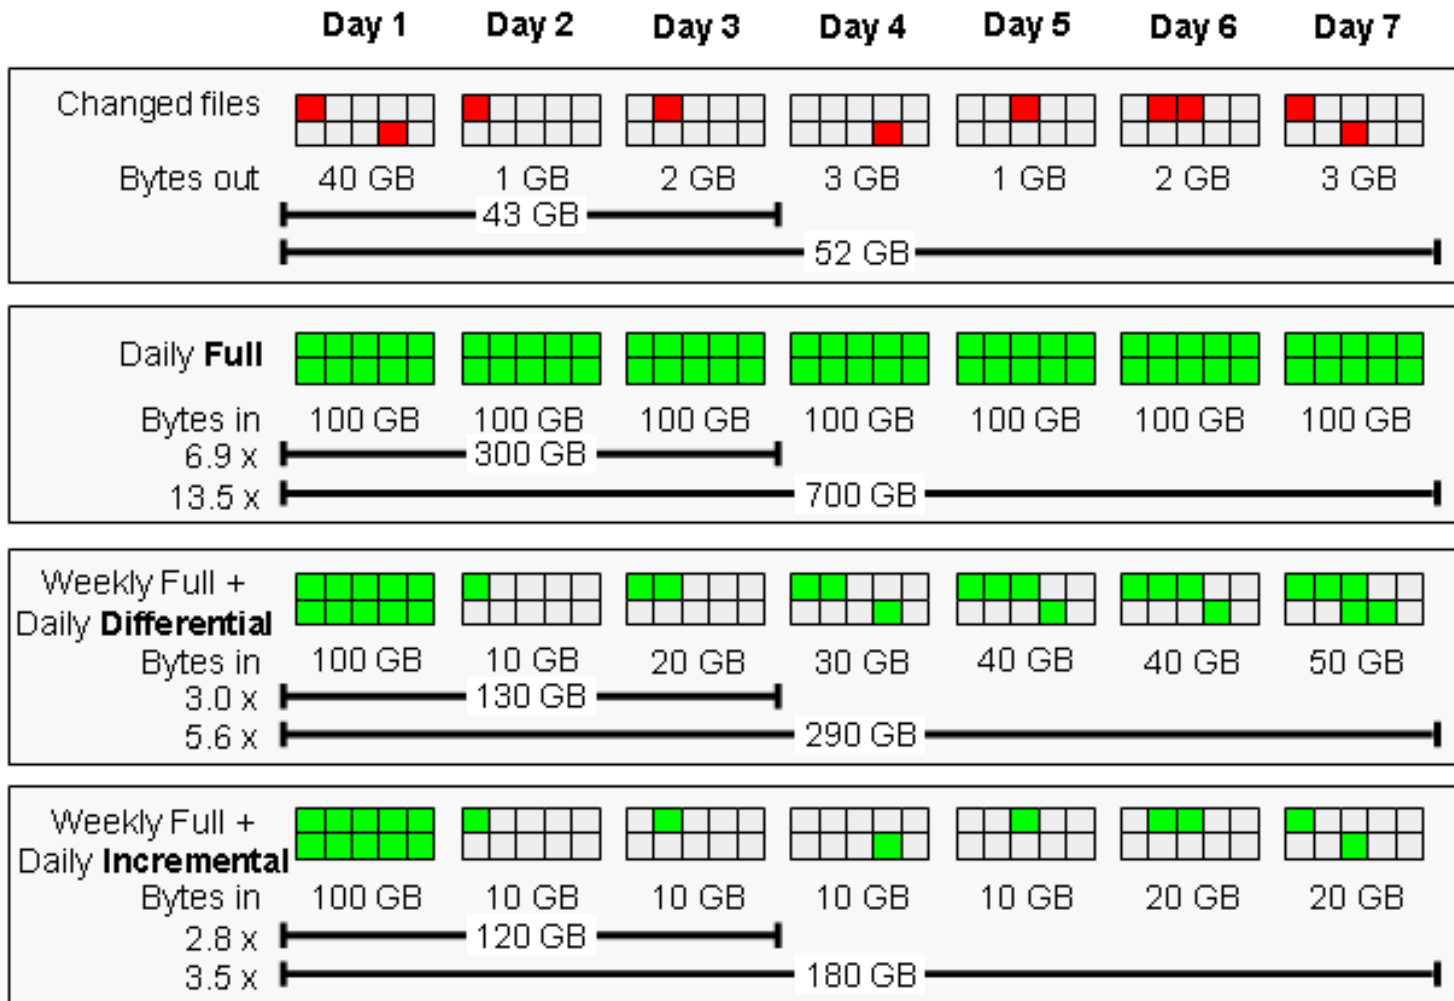 Day 1 Day 2 Day 3 Day 4 Day 5 Day 6 Day 7
Changed files
Bytes out 40 GB 1 GB 2 GB 3 GB 1 GB 2 GB 3 GB
43 GB
52 GB
Daily Full
Bytes in 100 GB 100 GB 100 GB 100 GB 100 GB 100 GB 100 GB
6.9 x 300 GB
13.5 x 700 GB
Weekly Full +
Daily Differential
Bytes in 100 GB 10 GB 20 GB 30 GB 40 GB 40 GB 50 GB
3.0 x 130 GB
5.6 x 290 GB
Weekly Full +
Daily Incremental
Bytes in 100 GB 10 GB 10 GB 10 GB 10 GB 20 GB 20 GB
2.8 x 120 GB
3.5 x 180 GB